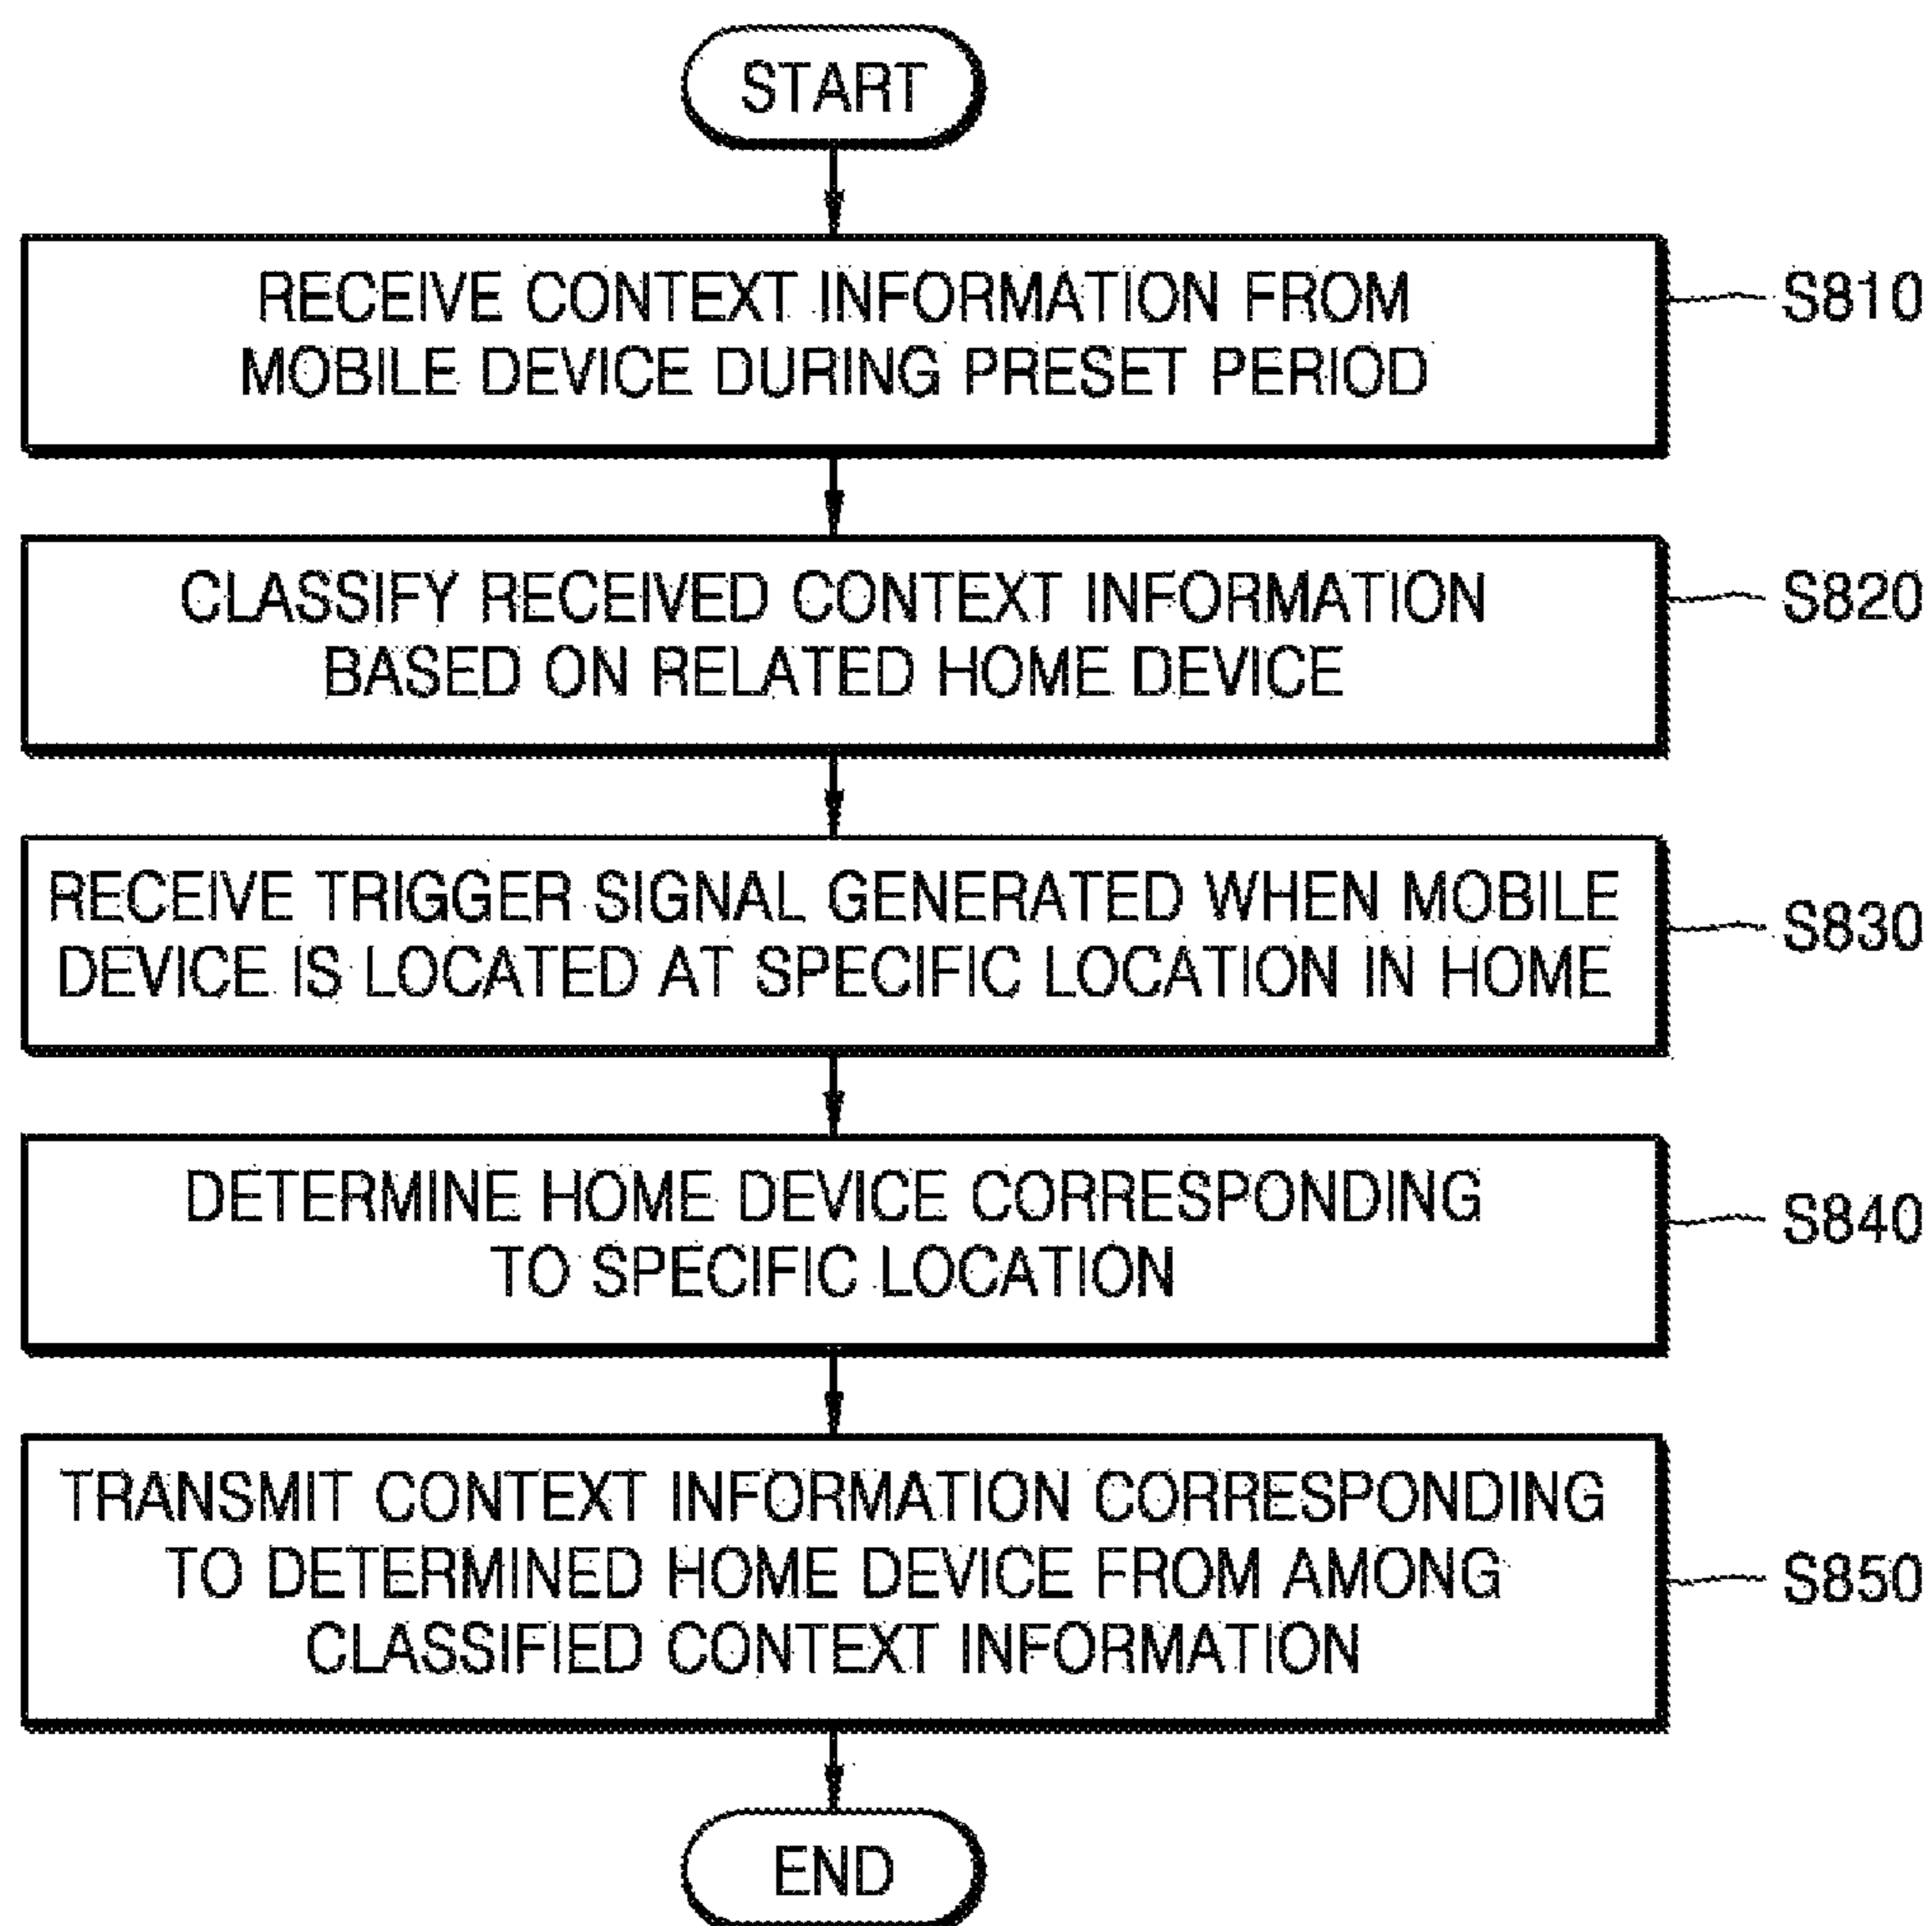 START
RECEIVE CONTEXT INFORMATION FROM
MOBILE DEVICE DURING PRESET PERIOD
S810
CLASSIFY RECEIVED CONTEXT INFORMATION
BASED ON RELATED HOME DEVICE
S820
RECEIVE TRIGGER SIGNAL GENERATED WHEN MOBILE
DEVICE IS LOCATED AT SPECIFIC LOCATION IN HOME
S830
DETERMINE HOME DEVICE CORRESPONDING
TO SPECIFIC LOCATION
S840
TRANSMIT CONTEXT INFORMATION CORRESPONDING
TO DETERMINED HOME DEVICE FROM AMONG
CLASSIFIED CONTEXT INFORMATION
S850
END